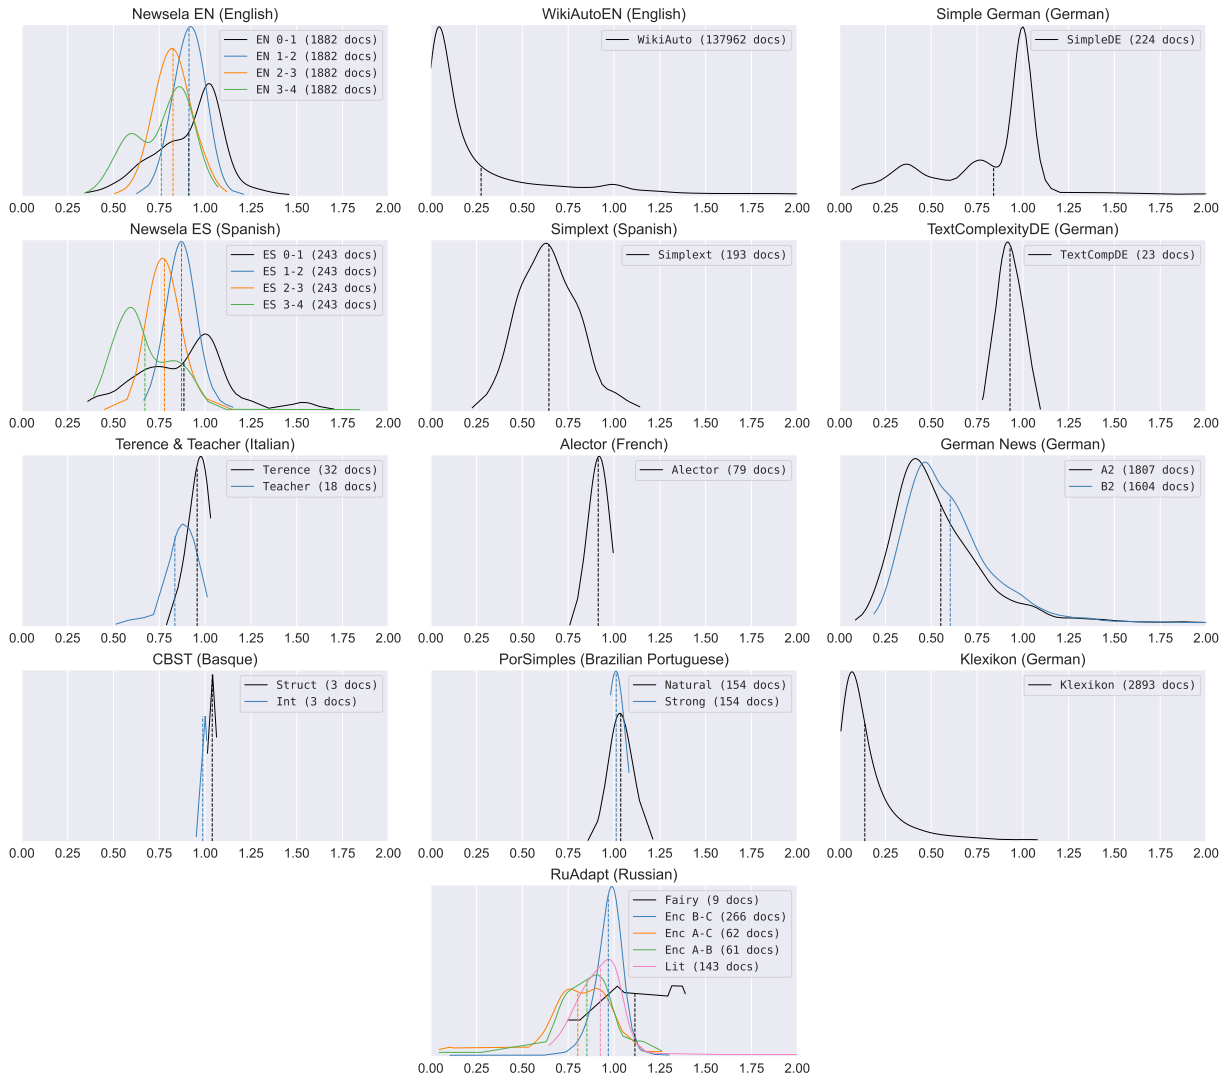 Newsela EN (English)
EN 0-1 (1882 docs)
EN 1-2 (1882 docs)
EN 2-3 (1882 docs)
EN 3-4 (1882 docs)
0.00 0.25 0.50 0.75 1.00 1.25 1.50 1.75 2.00
WikiAutoEN (English)
WikiAuto (137962 docs)
0.00 0.25 0.50 0.75 1.00 1.25 1.50 1.75 2.00
Simple German (German)
SimpleDE (224 docs)
0.00 0.25 0.50 0.75 1.00 1.25 1.50 1.75 2.00
Newsela ES (Spanish)
ES 0-1 (243 docs)
ES 1-2 (243 docs)
ES 2-3 (243 docs)
ES 3-4 (243 docs)
0.00 0.25 0.50 0.75 1.00 1.25 1.50 1.75 2.00
Simplext (Spanish)
Simplext (193 docs)
0.00 0.25 0.50 0.75 1.00 1.25 1.50 1.75 2.00
TextComplexityDE (German)
TextCompDE (23 docs)
0.00 0.25 0.50 0.75 1.00 1.25 1.50 1.75 2.00
Terence & Teacher (Italian)
Terence (32 docs)
Teacher (18 docs)
0.00 0.25 0.50 0.75 1.00 1.25 1.50 1.75 2.00
Alector (French)
Alector (79 docs)
0.00 0.25 0.50 0.75 1.00 1.25 1.50 1.75 2.00
German News (German)
A2 (1807 docs)
B2 (1604 docs)
0.00 0.25 0.50 0.75 1.00 1.25 1.50 1.75 2.00
CBST (Basque)
Struct (3 docs)
Int (3 docs)
0.00 0.25 0.50 0.75 1.00 1.25 1.50 1.75 2.00
PorSimples (Brazilian Portuguese)
Natural (154 docs)
Strong (154 docs)
0.00 0.25 0.50 0.75 1.00 1.25 1.50 1.75 2.00
Klexikon (German)
Klexikon (2893 docs)
0.00 0.25 0.50 0.75 1.00 1.25 1.50 1.75 2.00
RuAdapt (Russian)
Fairy (9 docs)
Enc B-C (266 docs)
Enc A-C (62 docs)
Enc A-B (61 docs)
Lit (143 docs)
0.00 0.25 0.50 0.75 1.00 1.25 1.50 1.75 2.00